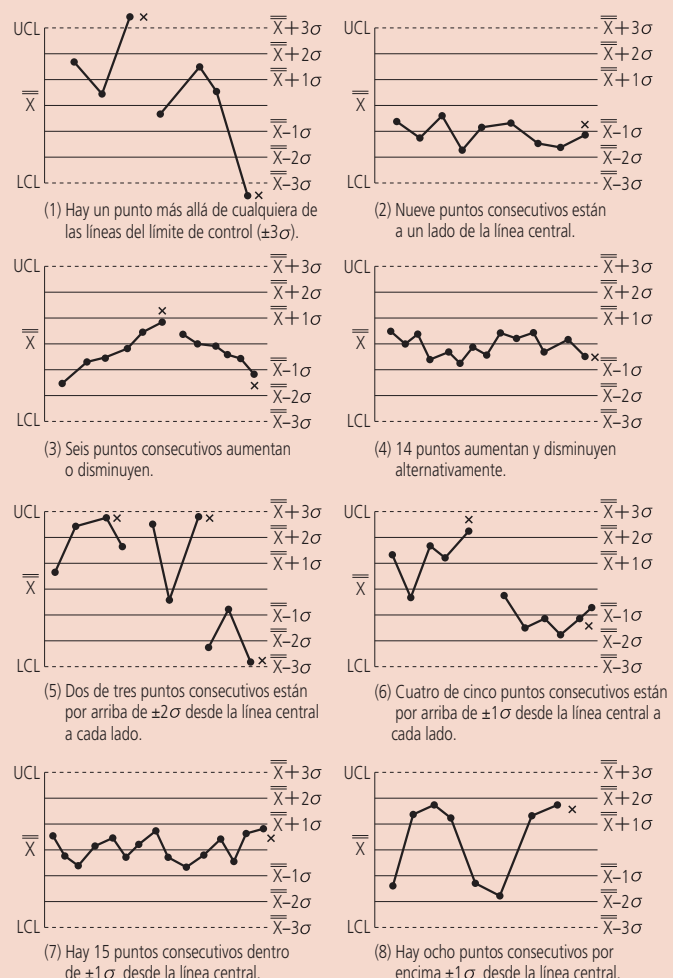 UCL
X̿+3σ
X̿+2σ
X̿+1σ
X̿
X̿–1σ
X̿–2σ
LCL
X̿–3σ
(1) Hay un punto más allá de cualquiera de
las líneas del límite de control (±3σ).
UCL
X̿+3σ
X̿+2σ
X̿+1σ
X̿
X̿–1σ
X̿–2σ
LCL
X̿–3σ
(2) Nueve puntos consecutivos están
a un lado de la línea central.
UCL
X̿+3σ
X̿+2σ
X̿+1σ
X̿
X̿–1σ
X̿–2σ
LCL
X̿–3σ
(3) Seis puntos consecutivos aumentan
o disminuyen.
UCL
X̿+3σ
X̿+2σ
X̿+1σ
X̿
X̿–1σ
X̿–2σ
LCL
X̿–3σ
(4) 14 puntos aumentan y disminuyen
alternativamente.
UCL
X̿+3σ
X̿+2σ
X̿+1σ
X̿
X̿–1σ
X̿–2σ
LCL
X̿–3σ
(5) Dos de tres puntos consecutivos están
por arriba de ±2σ desde la línea central
a cada lado.
UCL
X̿+3σ
X̿+2σ
X̿+1σ
X̿
X̿–1σ
X̿–2σ
LCL
X̿–3σ
(6) Cuatro de cinco puntos consecutivos están
por arriba de ±1σ desde la línea central a
cada lado.
UCL
X̿+3σ
X̿+2σ
X̿+1σ
X̿
X̿–1σ
X̿–2σ
LCL
X̿–3σ
(7) Hay 15 puntos consecutivos dentro
de ±1σ desde la línea central.
UCL
X̿+3σ
X̿+2σ
X̿+1σ
X̿
X̿–1σ
X̿–2σ
LCL
X̿–3σ
(8) Hay ocho puntos consecutivos por
encima ±1σ desde la línea central.